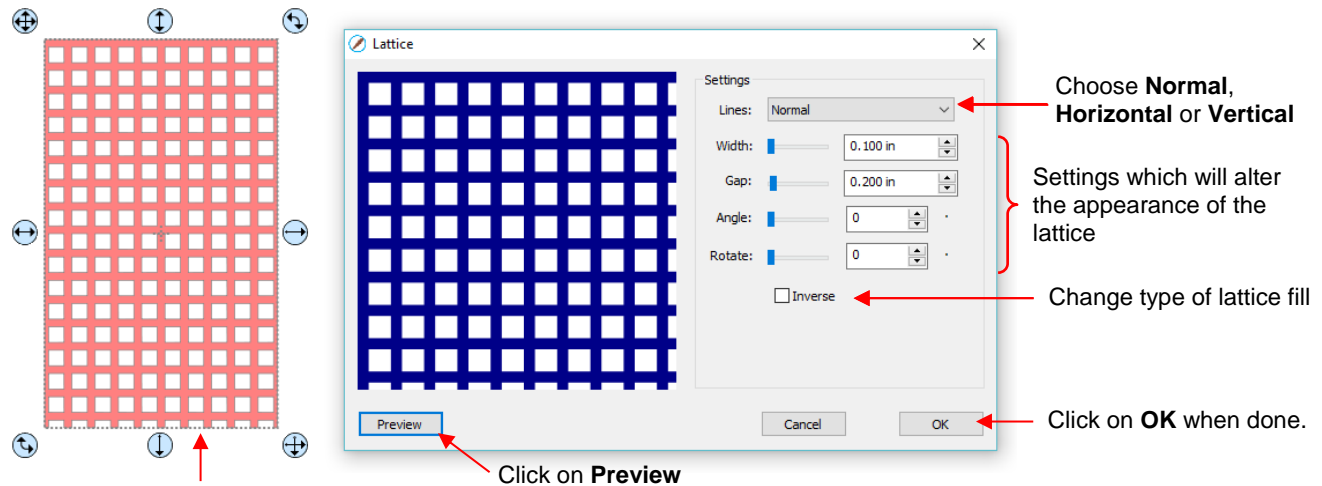 Lattice
Settings
Lines: Normal
Width: 0.100 in
Gap: 0.200 in
Angle: 0 °
Rotate: 0 °
Inverse
Preview
Cancel
OK
Choose Normal,
Horizontal or Vertical
Settings which will alter
the appearance of the
lattice
Change type of lattice fill
Click on OK when done.
Click on Preview